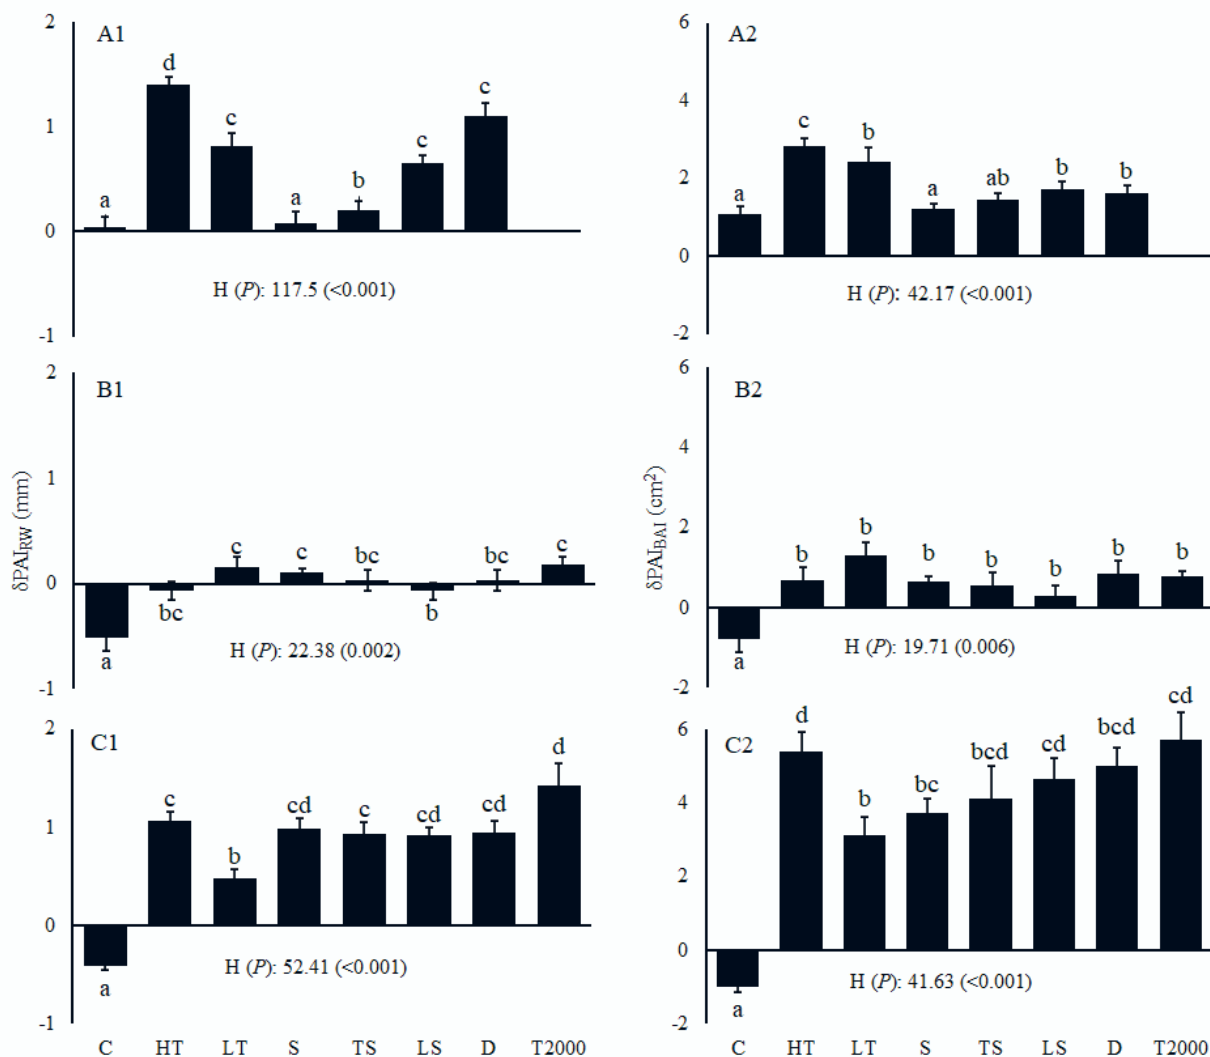 A1
2
1
0
-1
a
d
c
a
b
c
c
H (P): 117.5 (<0.001)
A2
6
4
2
0
-2
a
c
b
a
ab
b
b
H (P): 42.17 (<0.001)
δPAIRW (mm)
B1
2
1
0
-1
a
bc
c
c
bc
b
bc
c
H (P): 22.38 (0.002)
δPAIBAI (cm²)
B2
6
4
2
0
-2
a
b
b
b
b
b
b
b
H (P): 19.71 (0.006)
C1
2
1
0
-1
a
c
b
cd
c
cd
cd
d
H (P): 52.41 (<0.001)
C HT LT S TS LS D T2000
C2
6
4
2
0
-2
a
d
b
bc
bcd
cd
bcd
cd
H (P): 41.63 (<0.001)
C HT LT S TS LS D T2000